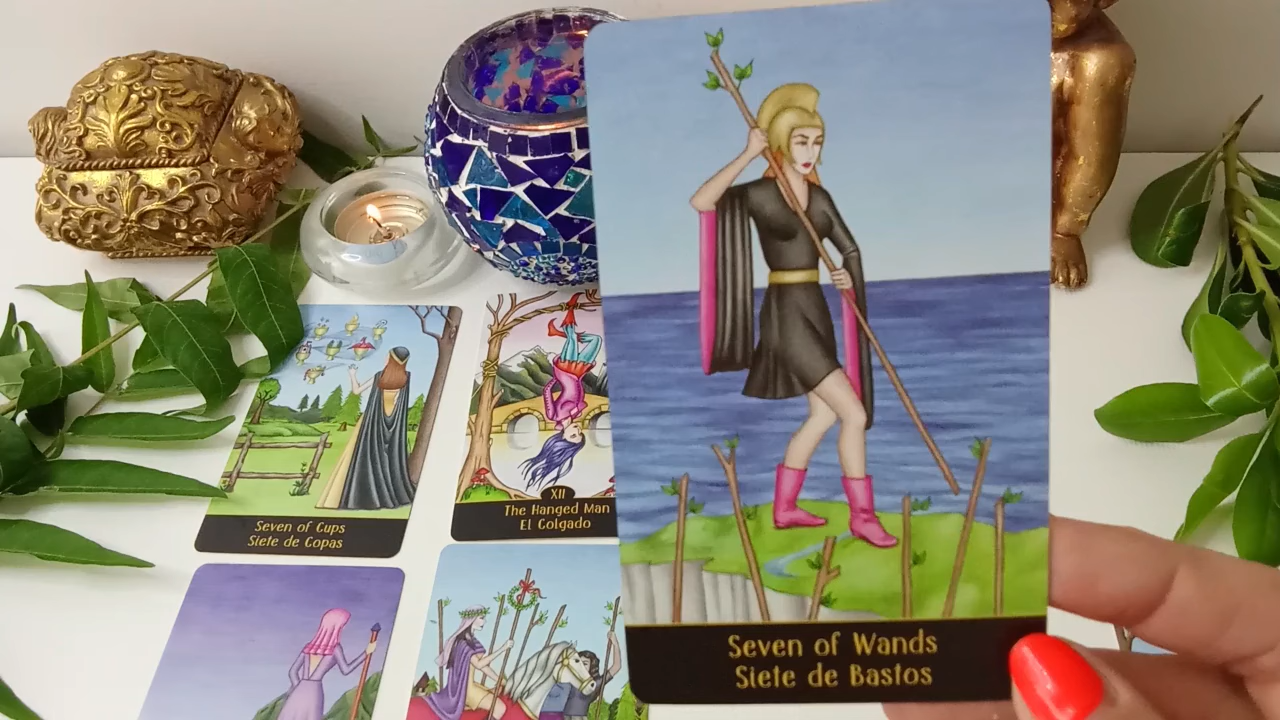 Seven of Cups
Siete de Copas
XII
The Hanged Man
El Colgado
Seven of Wands
Siete de Bastos